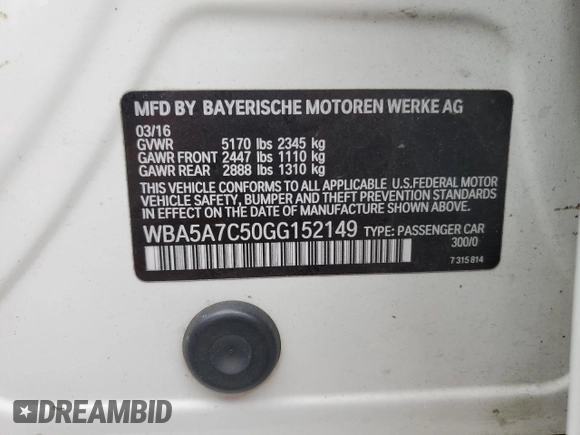 MFD BY BAYERISCHE MOTOREN WERKE AG
03/16
GVWR 5170 lbs 2345 kg
GAWR FRONT 2447 lbs 1110 kg
GAWR REAR 2888 lbs 1310 kg
THIS VEHICLE CONFORMS TO ALL APPLICABLE U.S.FEDERAL MOTOR
VEHICLE SAFETY, BUMPER AND THEFT PREVENTION STANDARDS
IN EFFECT ON THE DATE OF MANUFACTURE SHOWN ABOVE.
WBA5A7C50GG152149 TYPE: PASSENGER CAR
300/0
7 315 814
DREAMBID
DREAMBID